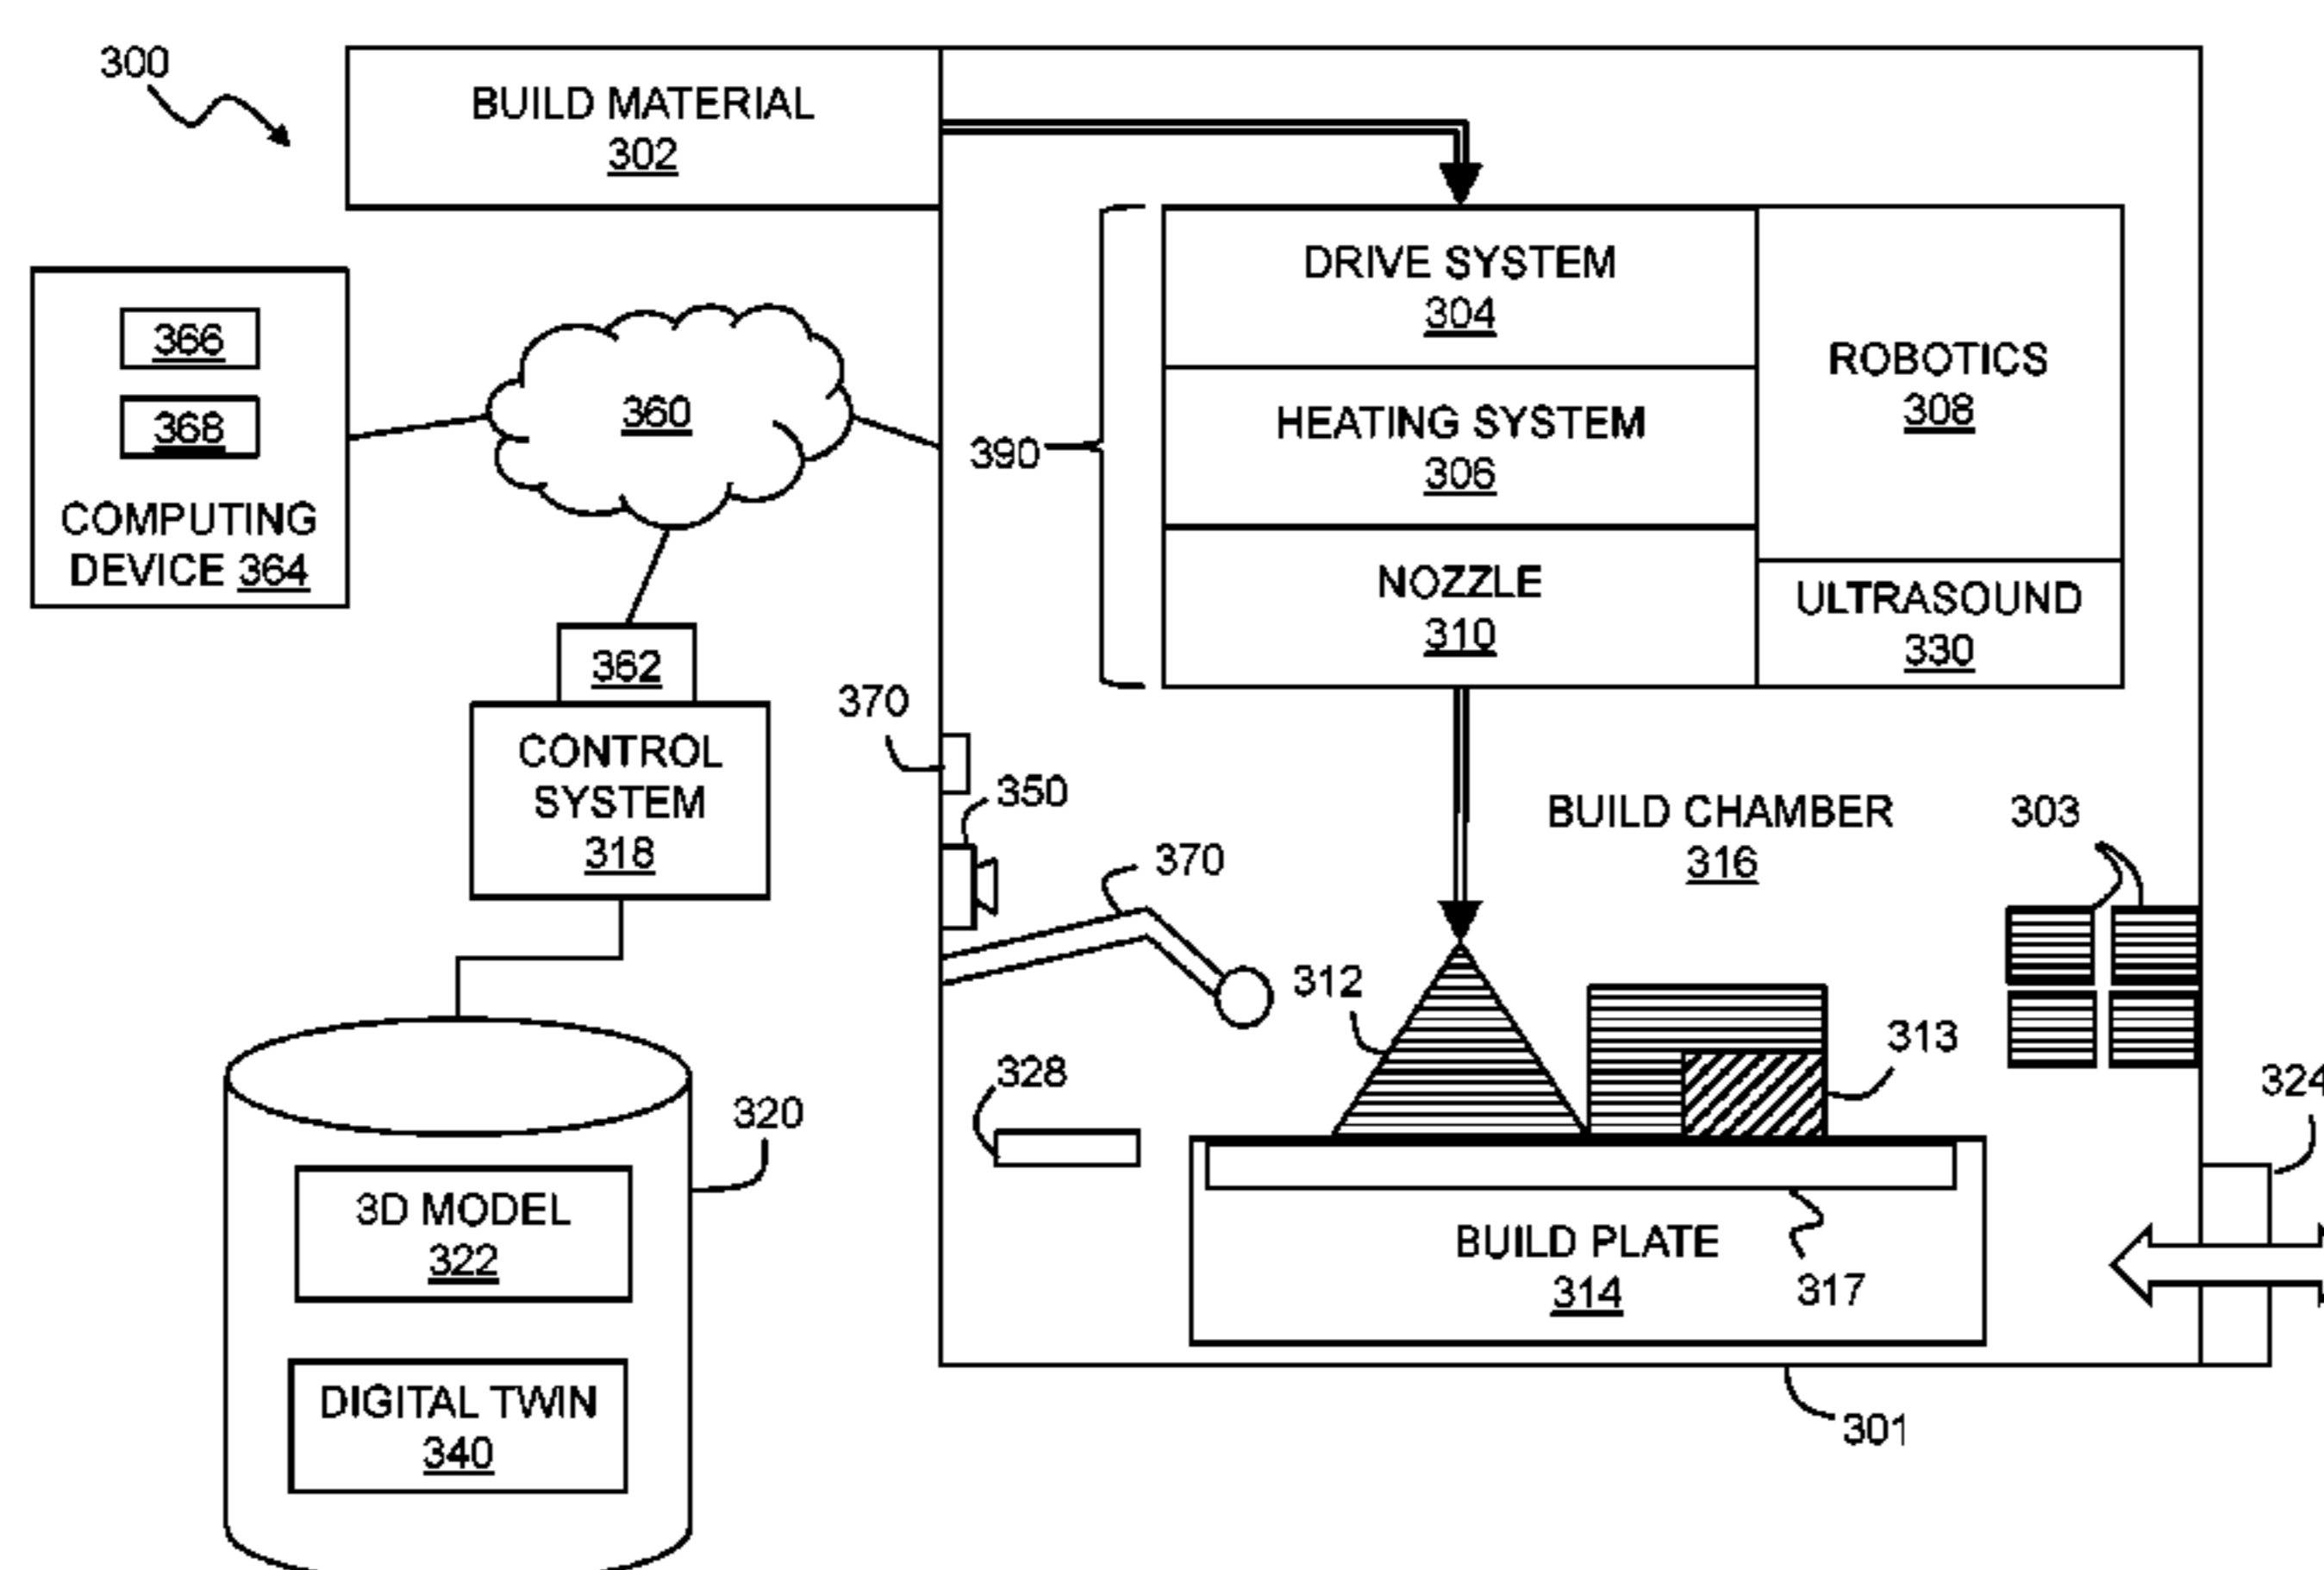 300
BUILD MATERIAL
302
366
368
COMPUTING
DEVICE 364
360
362
CONTROL
SYSTEM
318
320
3D MODEL
322
DIGITAL TWIN
340
390
DRIVE SYSTEM
304
HEATING SYSTEM
306
NOZZLE
310
ROBOTICS
308
ULTRASOUND
330
370
350
370
BUILD CHAMBER
316
303
312
313
328
324
BUILD PLATE
314
317
301